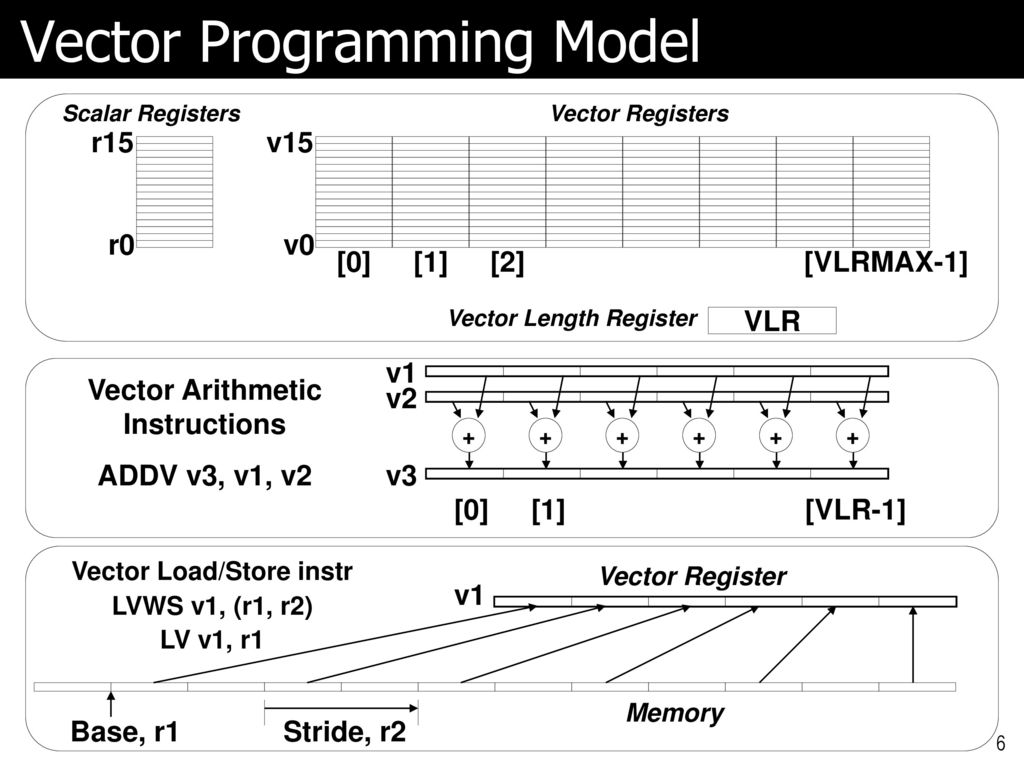 Vector Programming Model
Scalar Registers
Vector Registers
r15
v15
r0
v0
[0]
[1]
[2]
[VLRMAX-1]
Vector Length Register
VLR
Vector Arithmetic
Instructions
ADDV v3, v1, v2
v1
v2
+ + + + + +
v3
[0]
[1]
[VLR-1]
Vector Load/Store instr
LVWS v1, (r1, r2)
LV v1, r1
v1
Vector Register
Base, r1
Stride, r2
Memory
6